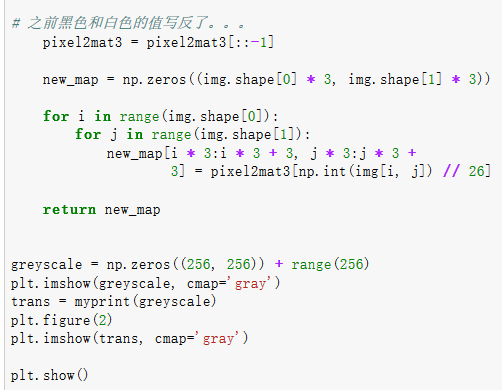 # 之前黑色和白色的值写反了。。。
    pixel2mat3 = pixel2mat3[::-1]
    new_map = np.zeros((img.shape[0] * 3, img.shape[1] * 3))
    for i in range(img.shape[0]):
        for j in range(img.shape[1]):
            new_map[i * 3:i * 3 + 3, j * 3:j * 3 +
                    3] = pixel2mat3[np.int(img[i, j]) // 26]
    return new_map
greyscale = np.zeros((256, 256)) + range(256)
plt.imshow(greyscale, cmap='gray')
trans = myprint(greyscale)
plt.figure(2)
plt.imshow(trans, cmap='gray')
plt.show()